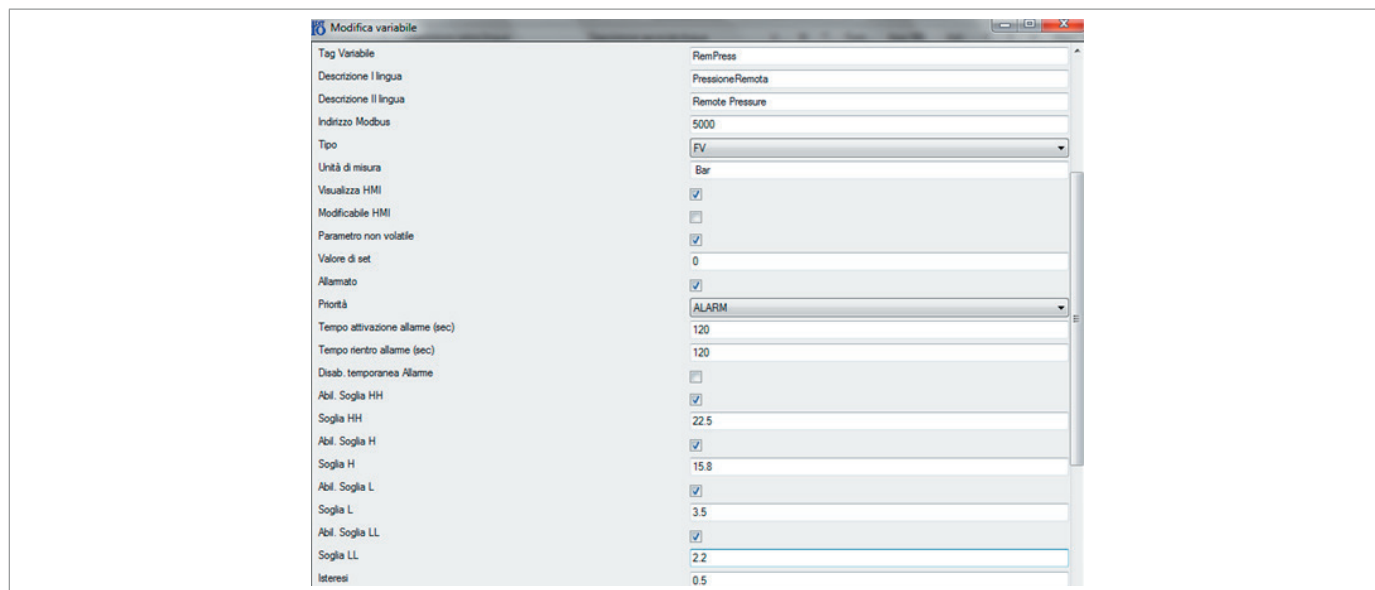 Modifica variabile
Tag Variabile RemPress
Descrizione I lingua PressioneRemota
Descrizione II lingua Remote Pressure
Indirizzo Modbus 5000
Tipo FV
Unità di misura Bar
Visualizza HMI
Modificabile HMI
Parametro non volatile
Valore di set 0
Allarmato
Priorità ALARM
Tempo attivazione allarme (sec) 120
Tempo rientro allarme (sec) 120
Disab. temporanea Allarme
Abil. Soglia HH
Soglia HH 22.5
Abil. Soglia H
Soglia H 15.8
Abil. Soglia L
Soglia L 3.5
Abil. Soglia LL
Soglia LL 2.2
Isteresi 0.5